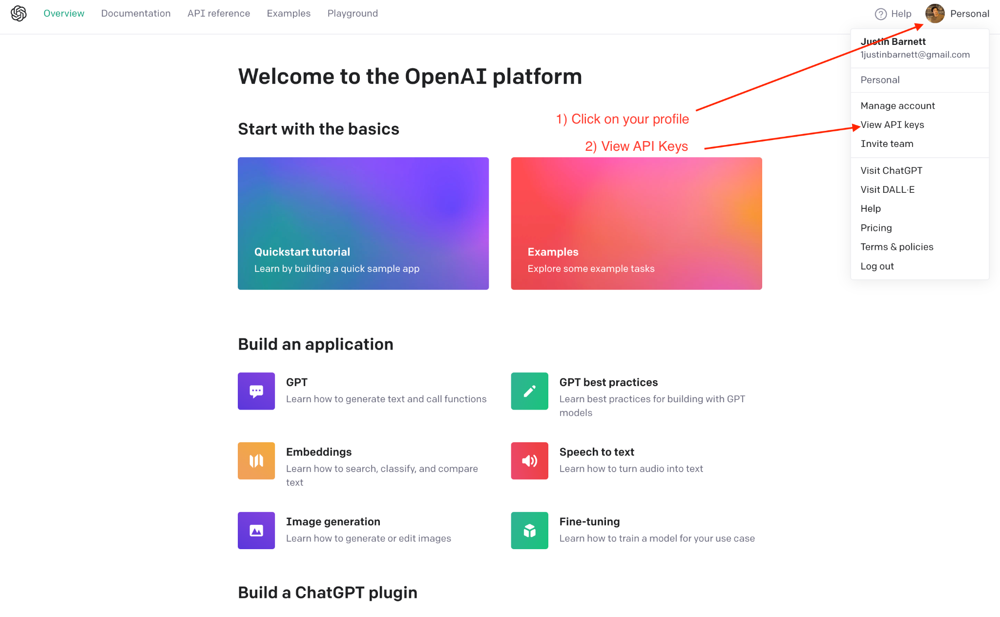 Overview Documentation API reference Examples Playground
Help Personal
Justin Barnett
1justinbarnett@gmail.com
Personal
Manage account
View API keys
Invite team
Visit ChatGPT
Visit DALL·E
Help
Pricing
Terms & policies
Log out
Welcome to the OpenAI platform
1) Click on your profile
2) View API Keys
Start with the basics
Quickstart tutorial
Learn by building a quick sample app
Examples
Explore some example tasks
Build an application
GPT
Learn how to generate text and call functions
GPT best practices
Learn best practices for building with GPT
models
Embeddings
Learn how to search, classify, and compare
text
Speech to text
Learn how to turn audio into text
Image generation
Learn how to generate or edit images
Fine-tuning
Learn how to train a model for your use case
Build a ChatGPT plugin